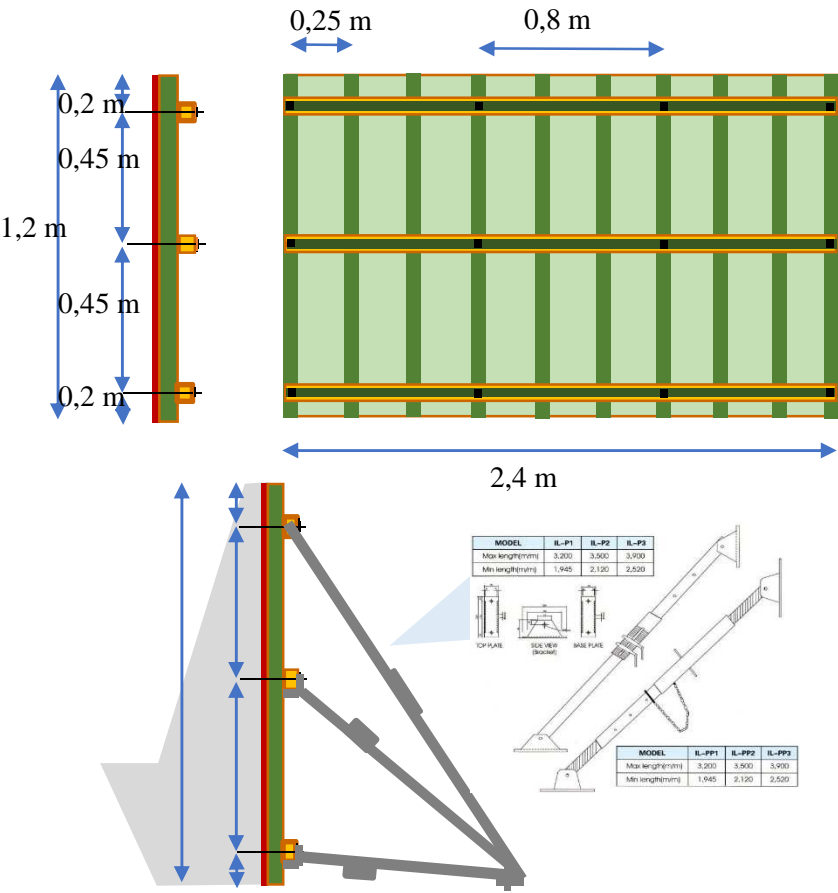 0,25 m
0,8 m
0,2 m
0,45 m
1,2 m
0,45 m
0,2 m
2,4 m
MODEL IL-P1 IL-P2 IL-P3
Max length(m/m) 3,200 3,500 3,900
Min length(m/m) 1,945 2,120 2,520
TOP PLATE
SIDE VIEW
(Bracket)
BASE PLATE
MODEL IL-PP1 IL-PP2 IL-PP3
Max length(m/m) 3,200 3,500 3,900
Min length(m/m) 1,945 2,120 2,520